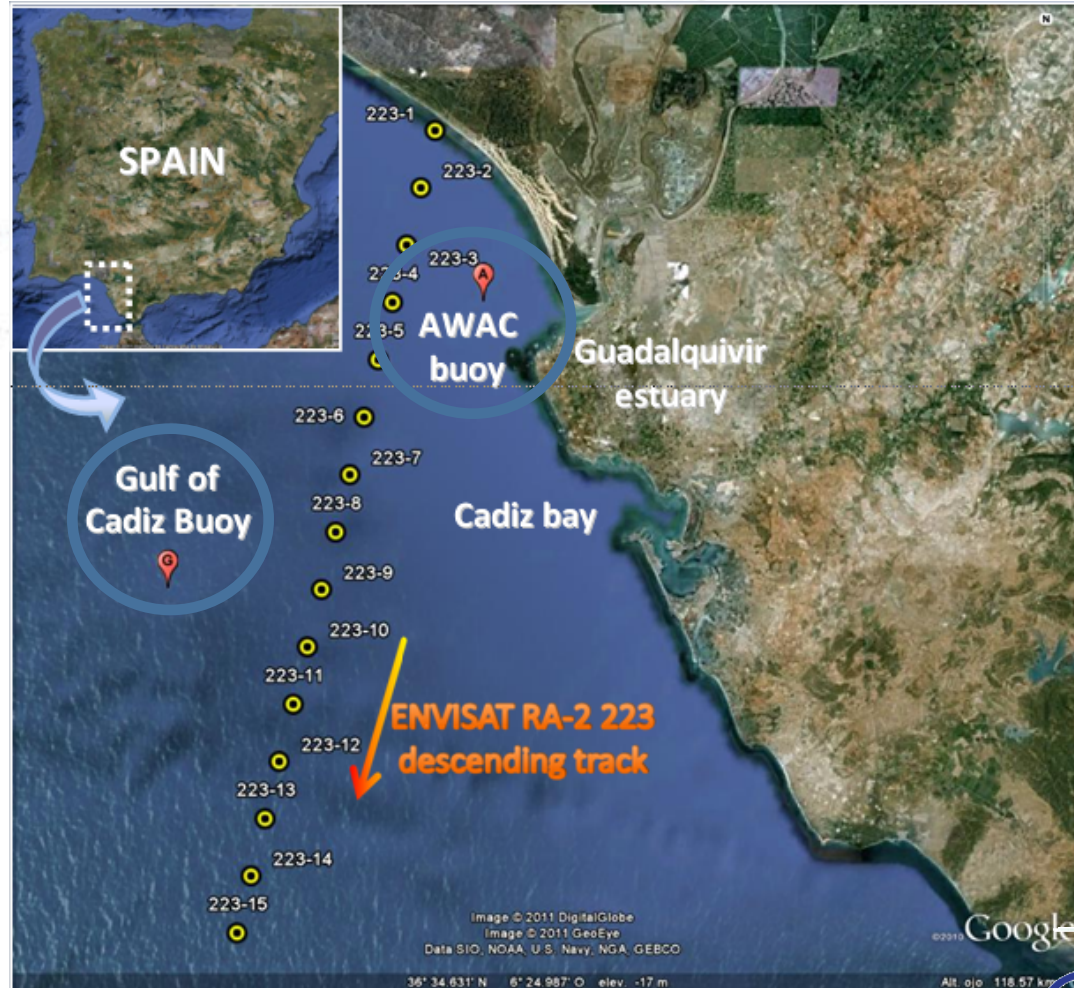 N
SPAIN
223-1
223-2
223-3
223-4
A
AWAC
buoy
223-5
Guadalquivir
estuary
223-6
223-7
Gulf of
Cadiz Buoy
223-8
Cadiz bay
G
223-9
223-10
223-11
ENVISAT RA-2 223
descending track
223-12
223-13
223-14
223-15
Image © 2011 DigitalGlobe
Image © 2011 GeoEye
Data SIO, NOAA, U.S. Navy, NGA, GEBCO
©2010 Google
36° 34.631' N 6° 24.987' O elev. -17 m
Alt. ojo 118.57